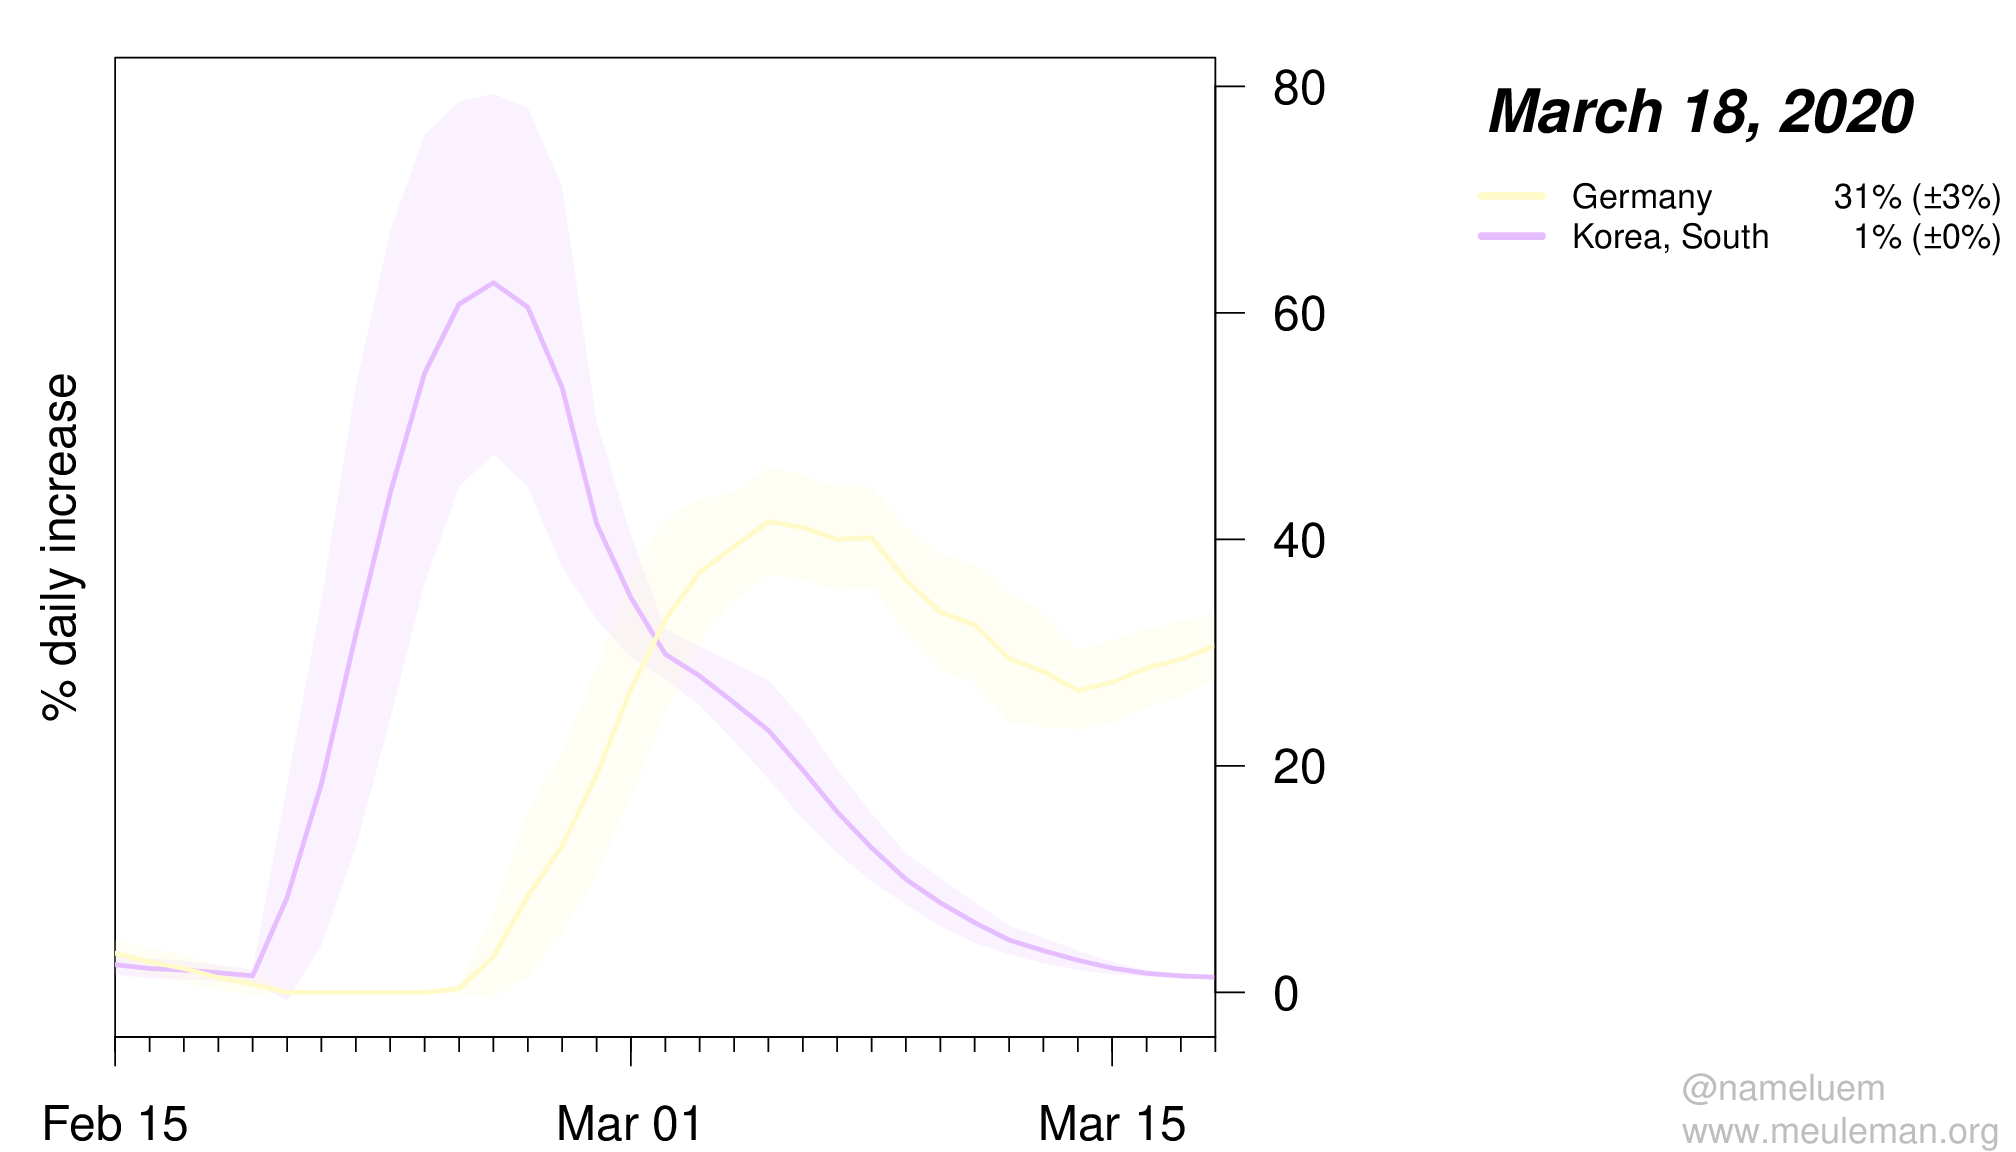 March 18, 2020
Germany 31% (±3%)
Korea, South 1% (±0%)
% daily increase
80
60
40
20
0
Feb 15 Mar 01 Mar 15
@nameluem
www.meuleman.org